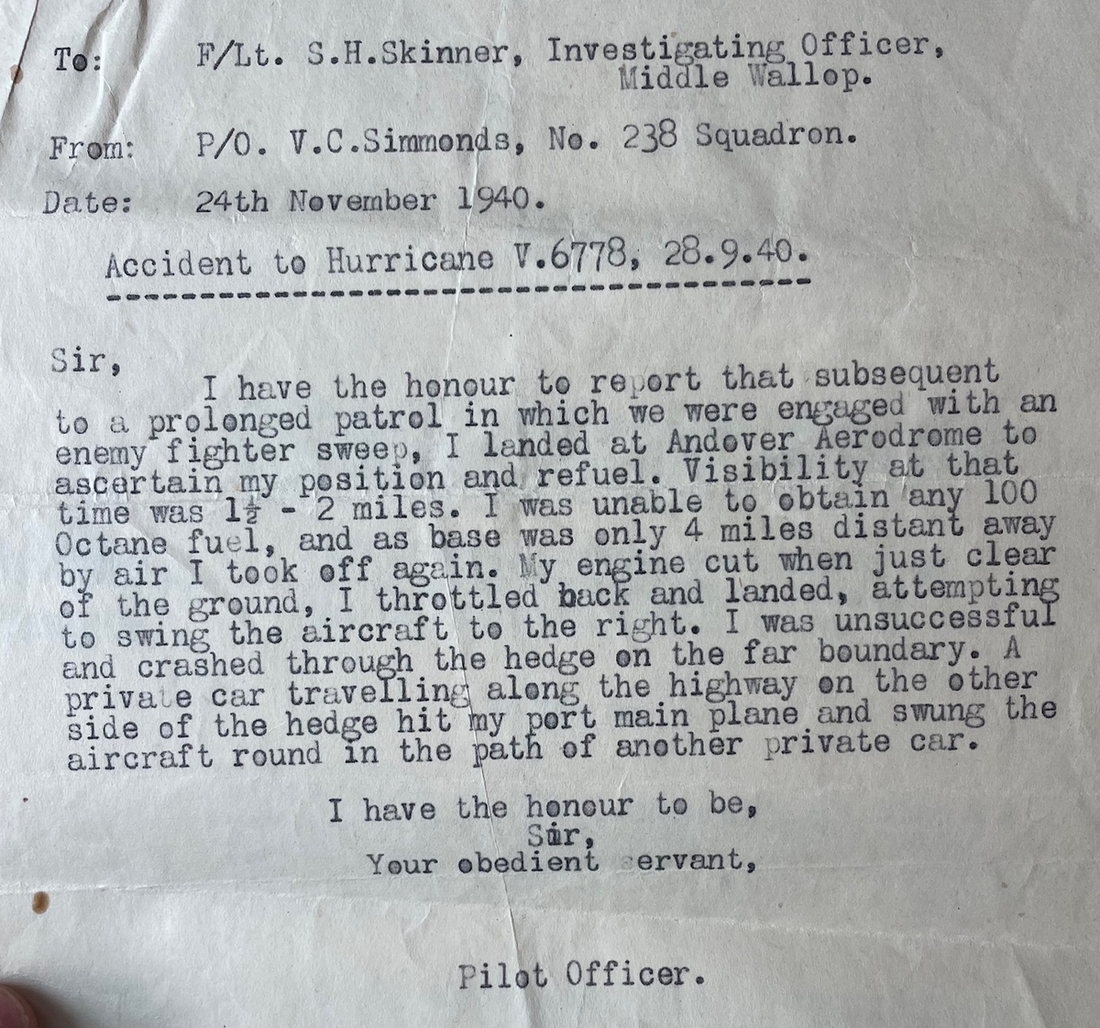 To: F/Lt. S.H.Skinner, Investigating Officer,
Middle Wallop.
From: P/O. V.C.Simmonds, No. 238 Squadron.
Date: 24th November 1940.
Accident to Hurricane V.6778, 28.9.40.
Sir,
I have the honour to report that subsequent
to a prolonged patrol in which we were engaged with an
enemy fighter sweep, I landed at Andover Aerodrome to
ascertain my position and refuel. Visibility at that
time was 1½ - 2 miles. I was unable to obtain any 100
Octane fuel, and as base was only 4 miles distant away
by air I took off again. My engine cut when just clear
of the ground, I throttled back and landed, attempting
to swing the aircraft to the right. I was unsuccessful
and crashed through the hedge on the far boundary. A
private car travelling along the highway on the other
side of the hedge hit my port main plane and swung the
aircraft round in the path of another private car.
I have the honour to be,
Sir,
Your obedient servant,
Pilot Officer.